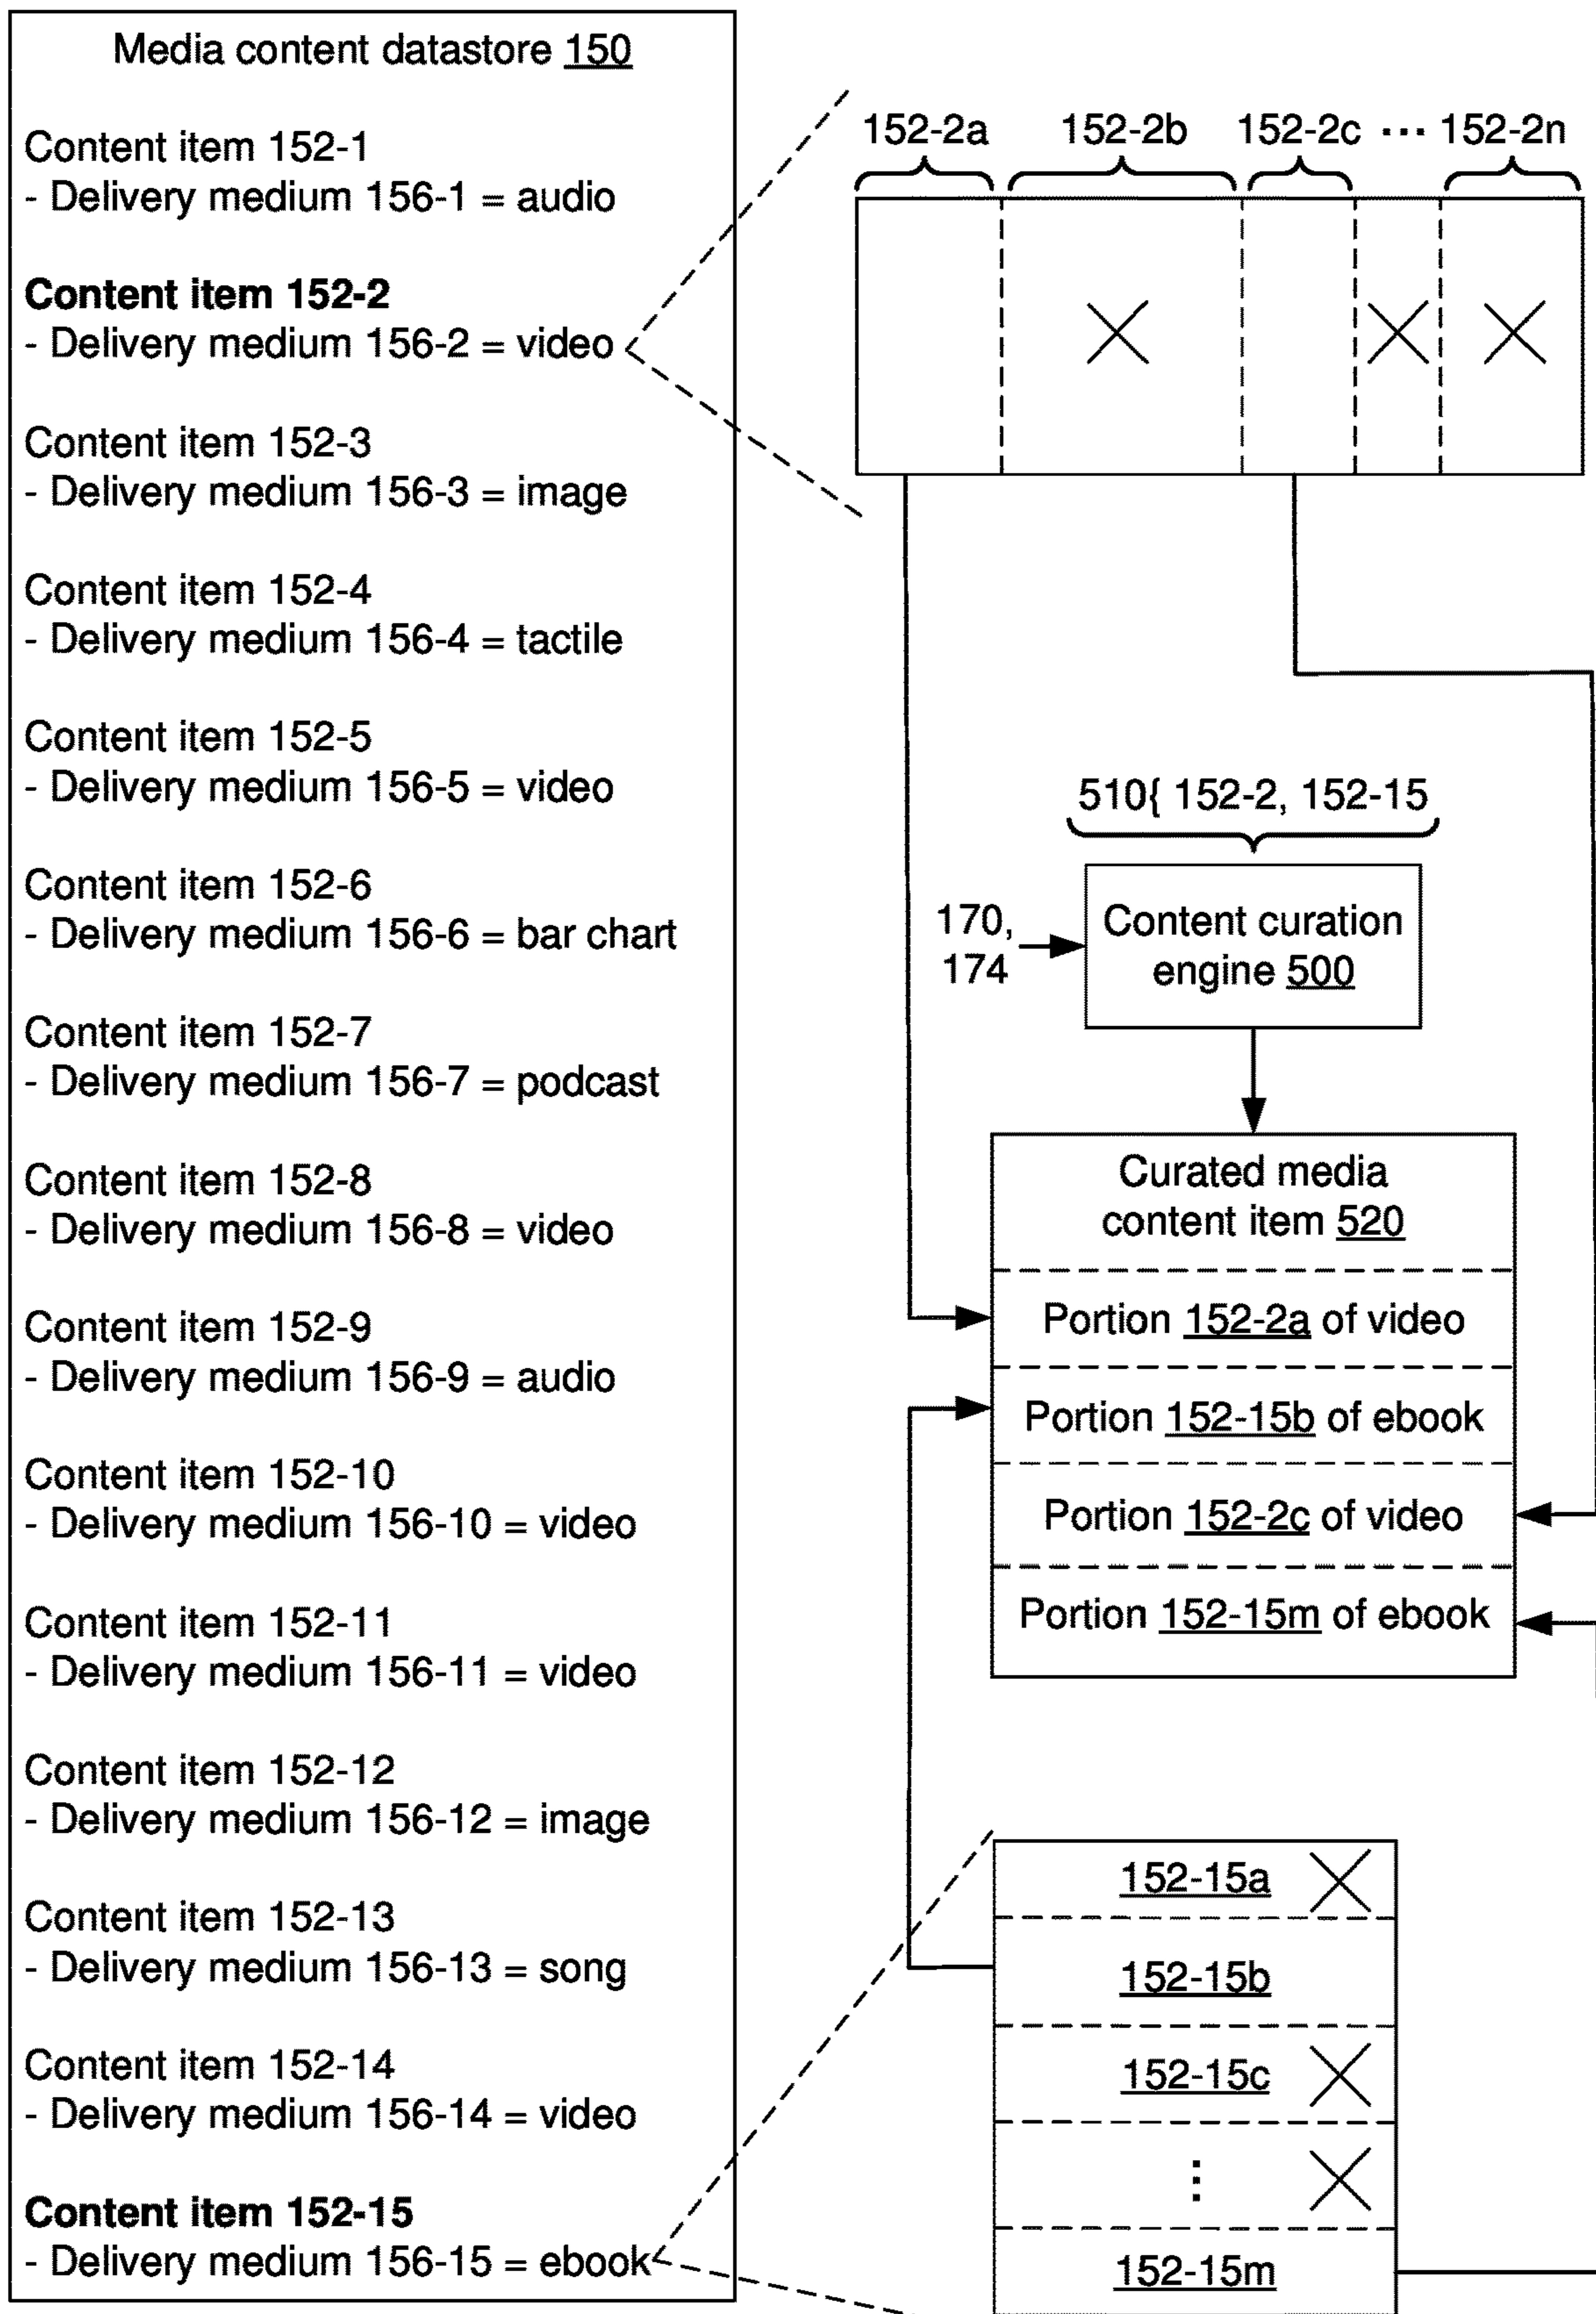 Media content datastore 150
Content item 152-1
- Delivery medium 156-1 = audio
Content item 152-2
- Delivery medium 156-2 = video
Content item 152-3
- Delivery medium 156-3 = image
Content item 152-4
- Delivery medium 156-4 = tactile
Content item 152-5
- Delivery medium 156-5 = video
Content item 152-6
- Delivery medium 156-6 = bar chart
Content item 152-7
- Delivery medium 156-7 = podcast
Content item 152-8
- Delivery medium 156-8 = video
Content item 152-9
- Delivery medium 156-9 = audio
Content item 152-10
- Delivery medium 156-10 = video
Content item 152-11
- Delivery medium 156-11 = video
Content item 152-12
- Delivery medium 156-12 = image
Content item 152-13
- Delivery medium 156-13 = song
Content item 152-14
- Delivery medium 156-14 = video
Content item 152-15
- Delivery medium 156-15 = ebook
152-2a 152-2b 152-2c ··· 152-2n
510{ 152-2, 152-15
170,
174
Content curation
engine 500
Curated media
content item 520
Portion 152-2a of video
Portion 152-15b of ebook
Portion 152-2c of video
Portion 152-15m of ebook
152-15a
152-15b
152-15c
⋮
152-15m